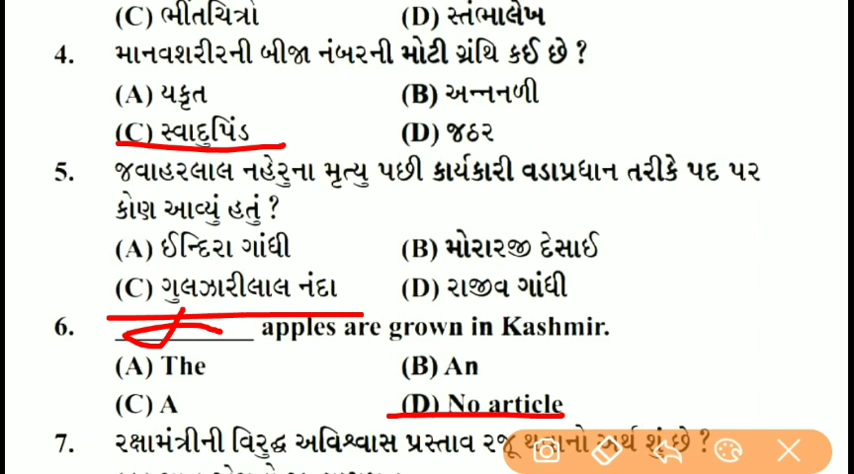 (C) ભીંતચિત્રો (D) સ્તંભાલેખ
4. માનવશરીરની બીજા નંબરની મોટી ગ્રંથિ કઈ છે ?
(A) યકૃત (B) અન્નનળી
(C) સ્વાદુપિંડ (D) જઠર
5. જવાહરલાલ નહેરુના મૃત્યુ પછી કાર્યકારી વડાપ્રધાન તરીકે પદ પર
કોણ આવ્યું હતું ?
(A) ઈન્દિરા ગાંધી (B) મોરારજી દેસાઈ
(C) ગુલઝારીલાલ નંદા (D) રાજીવ ગાંધી
6. ____________ apples are grown in Kashmir.
(A) The (B) An
(C) A (D) No article
7. રક્ષામંત્રીની વિરુદ્ધ અવિશ્વાસ પ્રસ્તાવ રજૂ અર્થ શું છે ?